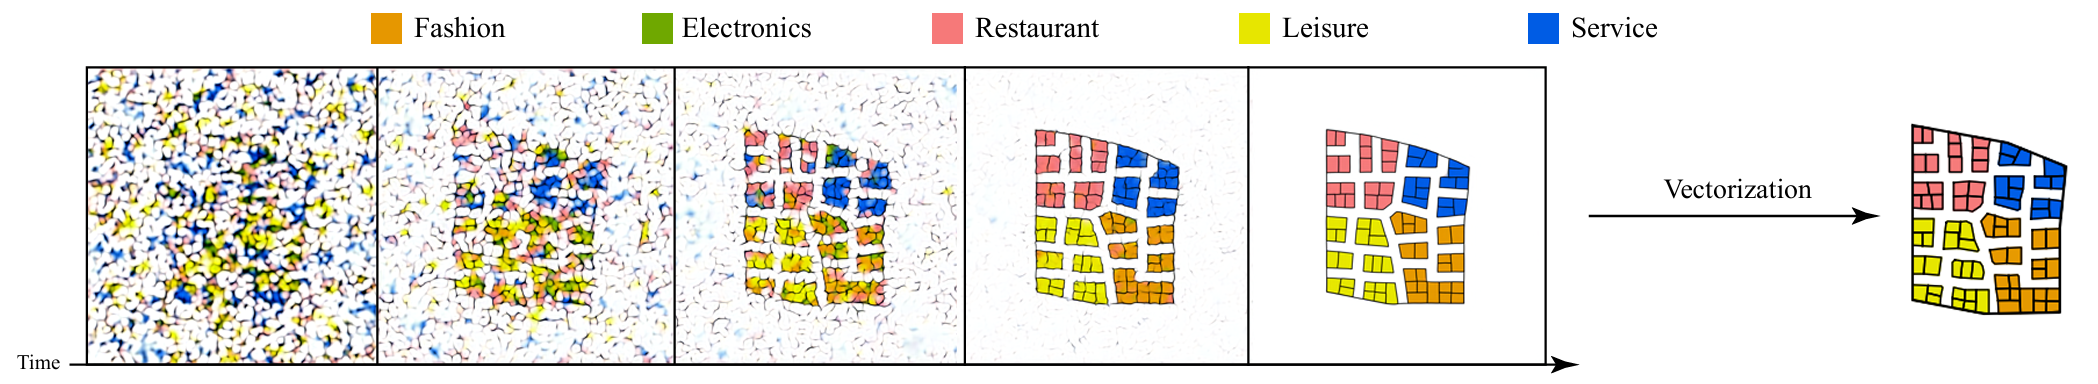 Fashion Electronics Restaurant Leisure Service
Vectorization
Time